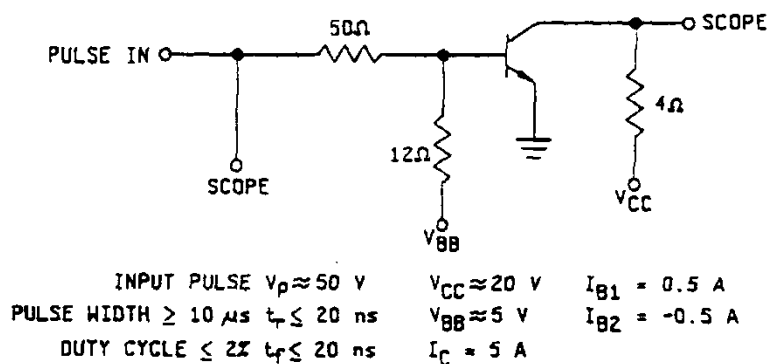 50Ω
SCOPE
PULSE IN
4Ω
12Ω
SCOPE
VCC
VBB
INPUT PULSE Vp≈50 V VCC≈20 V IB1 = 0.5 A
PULSE WIDTH ≥ 10 μs tr≤ 20 ns VBB≈5 V IB2 = -0.5 A
DUTY CYCLE ≤ 2% tf≤ 20 ns IC = 5 A